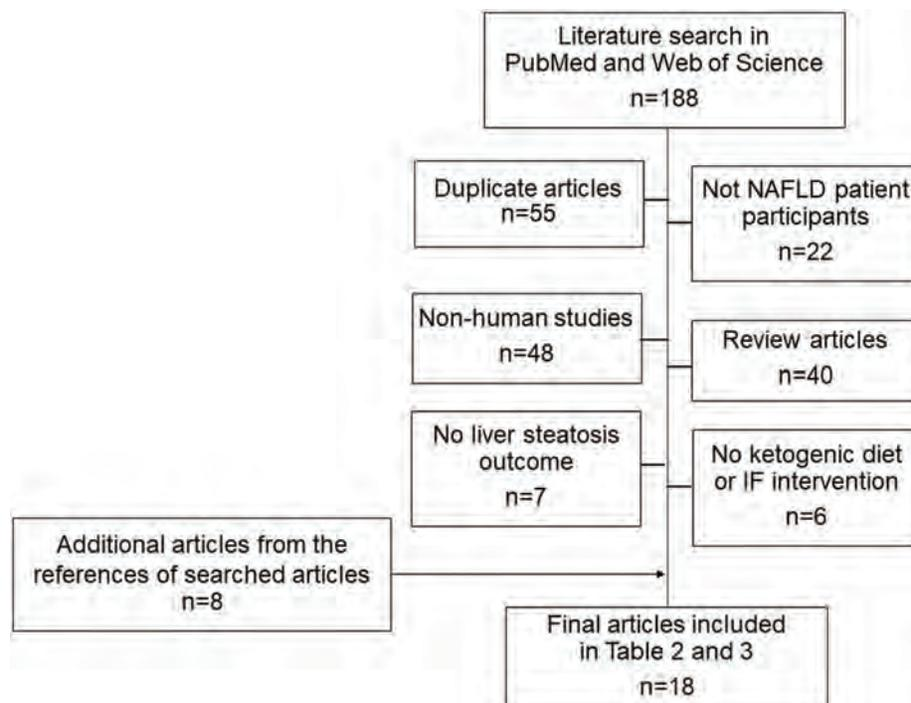 Literature search in
PubMed and Web of Science
n=188
Duplicate articles
n=55
Not NAFLD patient
participants
n=22
Non-human studies
n=48
Review articles
n=40
No liver steatosis
outcome
n=7
No ketogenic diet
or IF intervention
n=6
Additional articles from the
references of searched articles
n=8
Final articles included
in Table 2 and 3
n=18